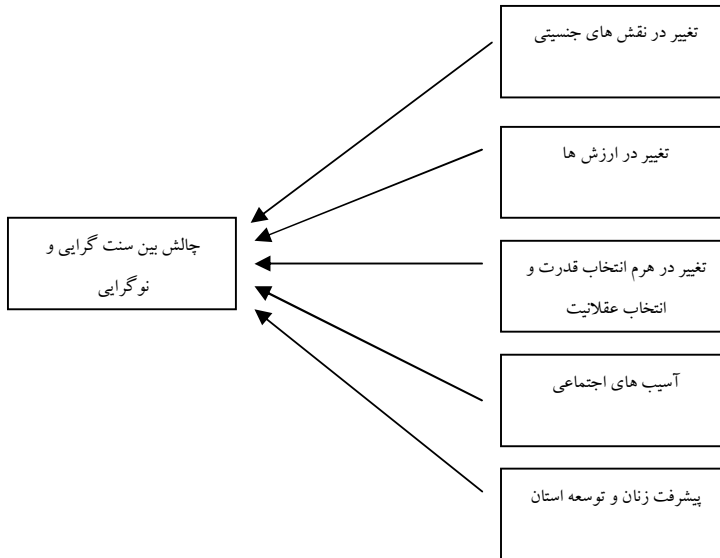 تغییر در نقش های جنسیتی
تغییر در ارزش ها
چالش بین سنت گرایی و
نوگرایی
تغییر در هرم انتخاب قدرت و
انتخاب عقلانیت
آسیب های اجتماعی
پیشرفت زنان و توسعه استان